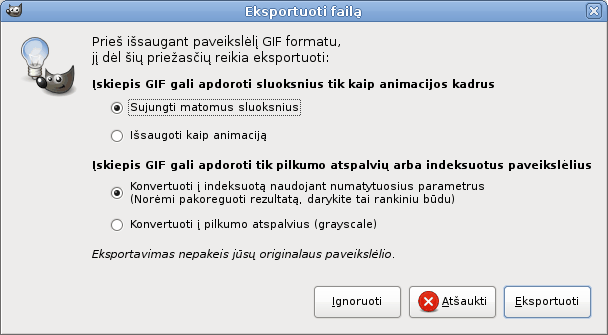 Eksportuoti failą
Prieš išsaugant paveikslėlį GIF formatu,
jį dėl šių priežasčių reikia eksportuoti:
Įskiepis GIF gali apdoroti sluoksnius tik kaip animacijos kadrus
Sujungti matomus sluoksnius
Išsaugoti kaip animaciją
Įskiepis GIF gali apdoroti tik pilkumo atspalvių arba indeksuotus paveikslėlius
Konvertuoti į indeksuotą naudojant numatytuosius parametrus
(Norėmi pakoreguoti rezultatą, darykite tai rankiniu būdu)
Konvertuoti į pilkumo atspalvius (grayscale)
Eksportavimas nepakeis jūsų originalaus paveikslėlio.
Ignoruoti
Atšaukti
Eksportuoti